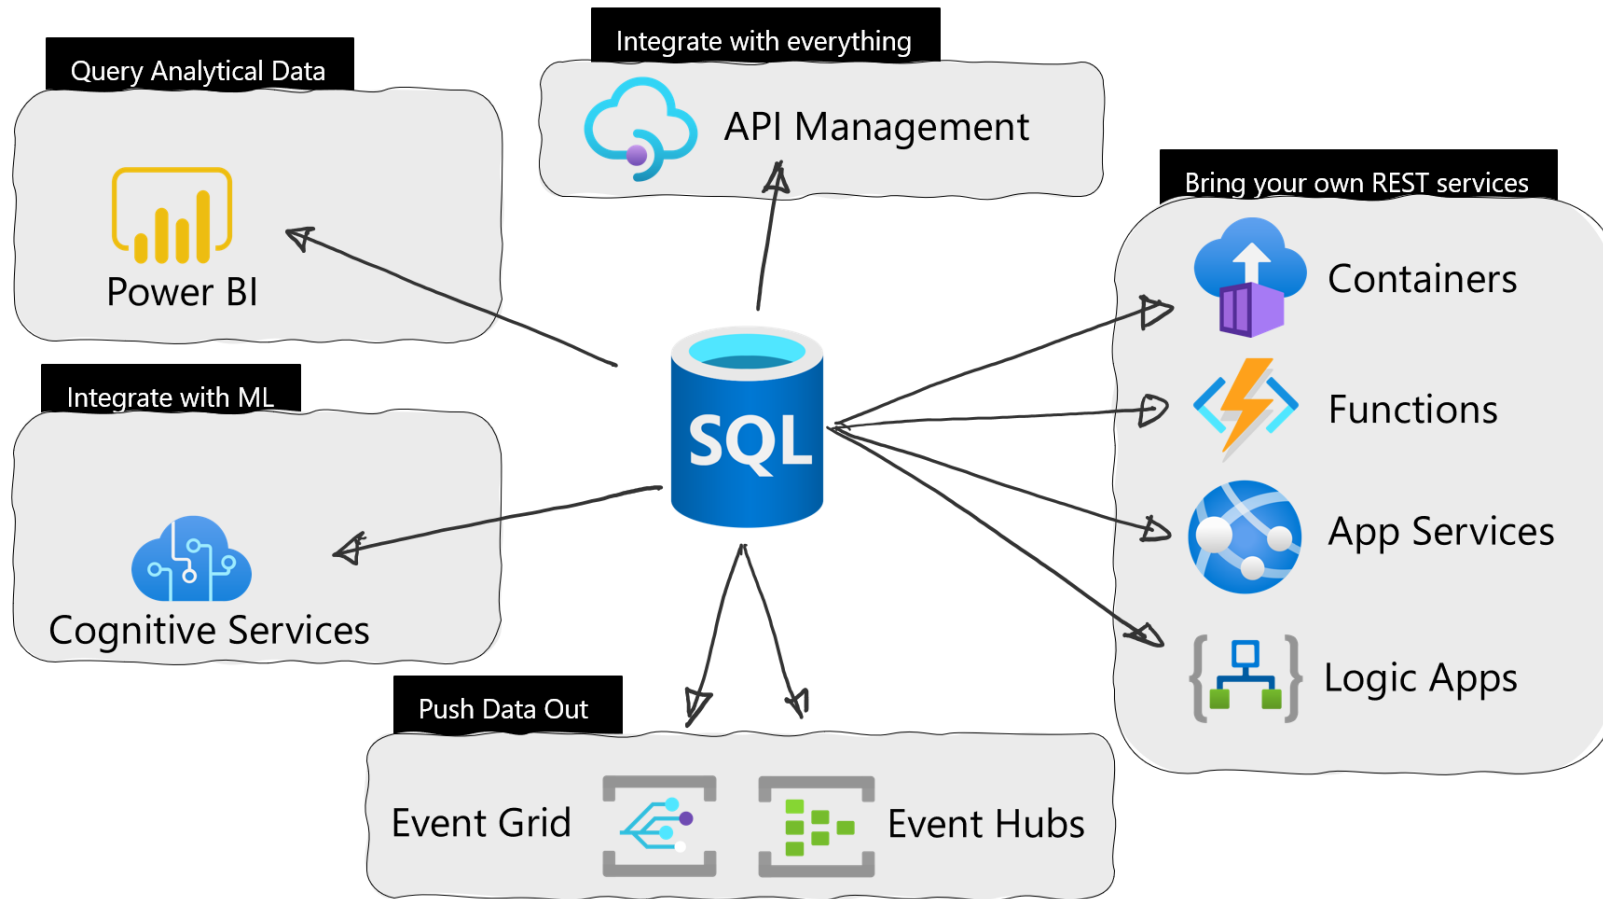 Integrate with everything
API Management
Query Analytical Data
Power BI
Bring your own REST services
Containers
Functions
App Services
Logic Apps
SQL
Integrate with ML
Cognitive Services
Push Data Out
Event Grid
Event Hubs